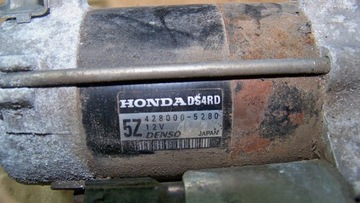 HONDA DS4RD
5Z 428000-5280
12V
DENSO JAPAN